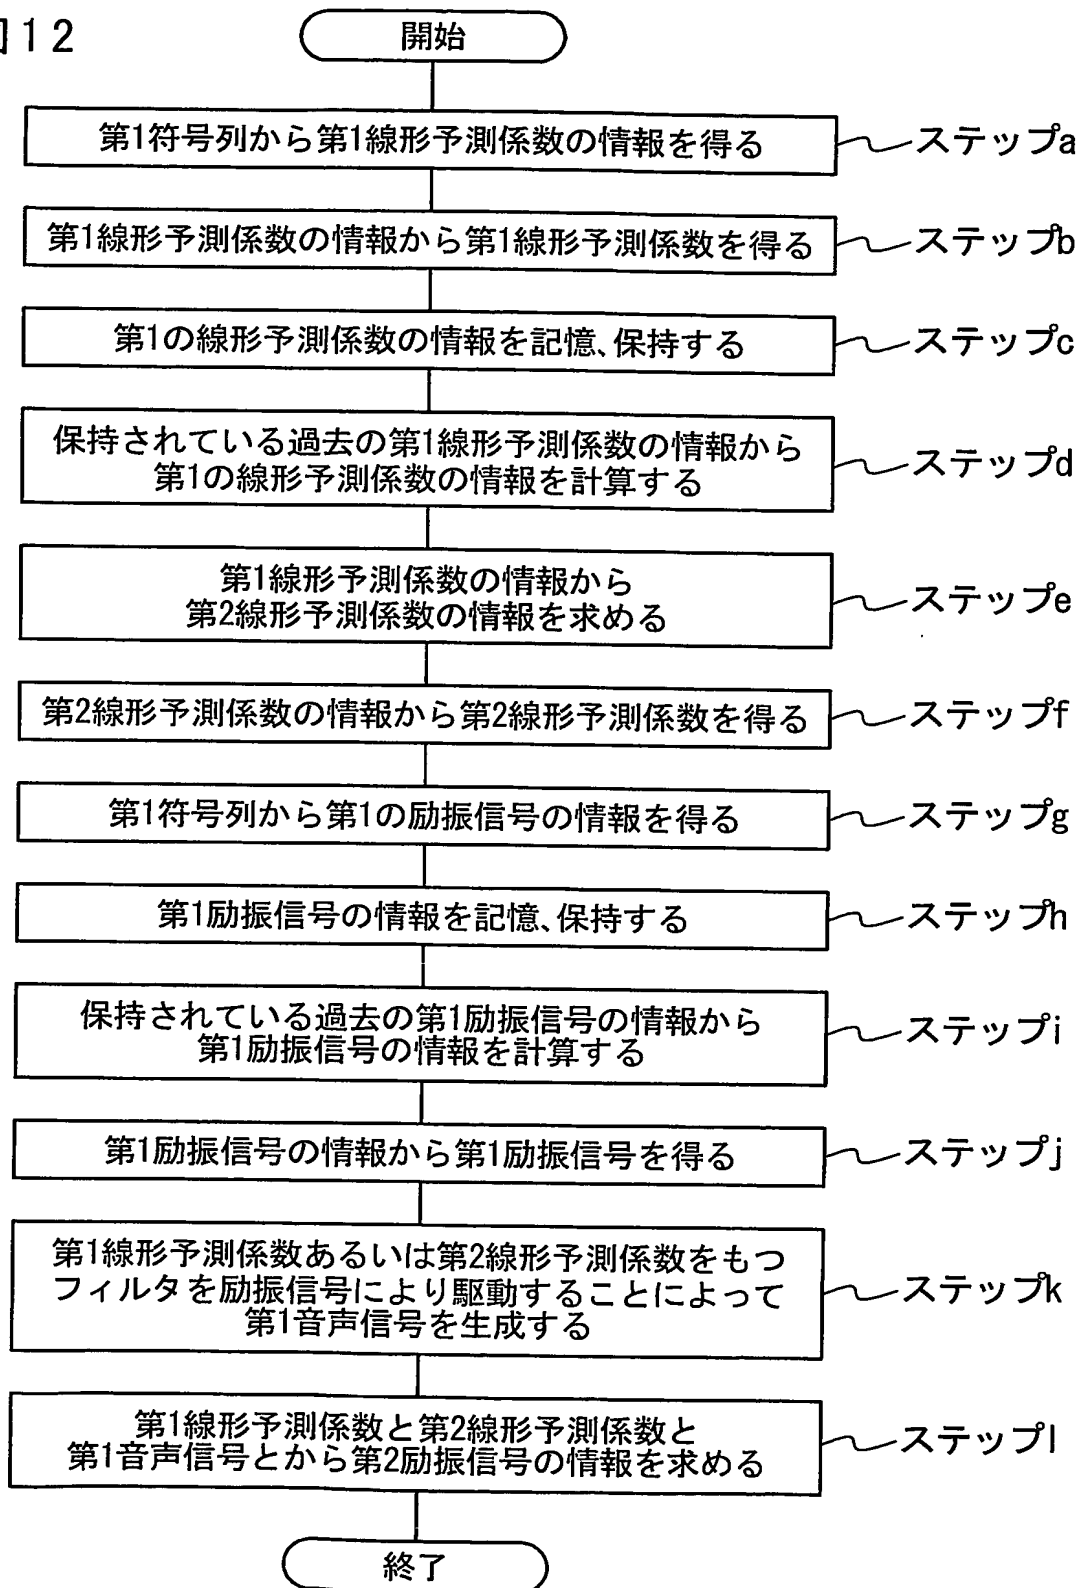 図12
開始
第1符号列から第1線形予測係数の情報を得る
ステップa
第1線形予測係数の情報から第1線形予測係数を得る
ステップb
第1の線形予測係数の情報を記憶、保持する
ステップc
保持されている過去の第1線形予測係数の情報から
第1の線形予測係数の情報を計算する
ステップd
第1線形予測係数の情報から
第2線形予測係数の情報を求める
ステップe
第2線形予測係数の情報から第2線形予測係数を得る
ステップf
第1符号列から第1の励振信号の情報を得る
ステップg
第1励振信号の情報を記憶、保持する
ステップh
保持されている過去の第1励振信号の情報から
第1励振信号の情報を計算する
ステップi
第1励振信号の情報から第1励振信号を得る
ステップj
第1線形予測係数あるいは第2線形予測係数をもつ
フィルタを励振信号により駆動することによって
第1音声信号を生成する
ステップk
第1線形予測係数と第2線形予測係数と
第1音声信号とから第2励振信号の情報を求める
ステップl
終了